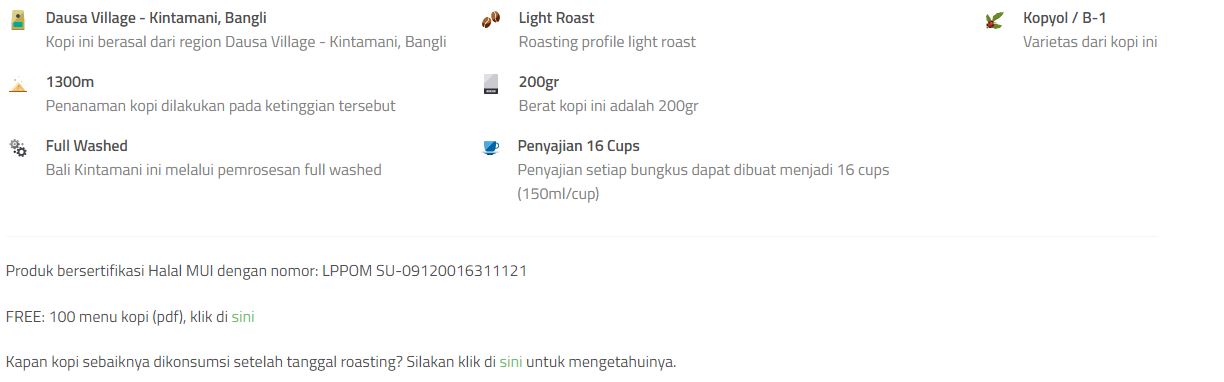 Dausa Village - Kintamani, Bangli
Kopi ini berasal dari region Dausa Village - Kintamani, Bangli
Light Roast
Roasting profile light roast
Kopyol / B-1
Varietas dari kopi ini
1300m
Penanaman kopi dilakukan pada ketinggian tersebut
200gr
Berat kopi ini adalah 200gr
Full Washed
Bali Kintamani ini melalui pemrosesan full washed
Penyajian 16 Cups
Penyajian setiap bungkus dapat dibuat menjadi 16 cups
(150ml/cup)
Produk bersertifikasi Halal MUI dengan nomor: LPPOM SU-09120016311121
FREE: 100 menu kopi (pdf), klik di sini
Kapan kopi sebaiknya dikonsumsi setelah tanggal roasting? Silakan klik di sini untuk mengetahuinya.